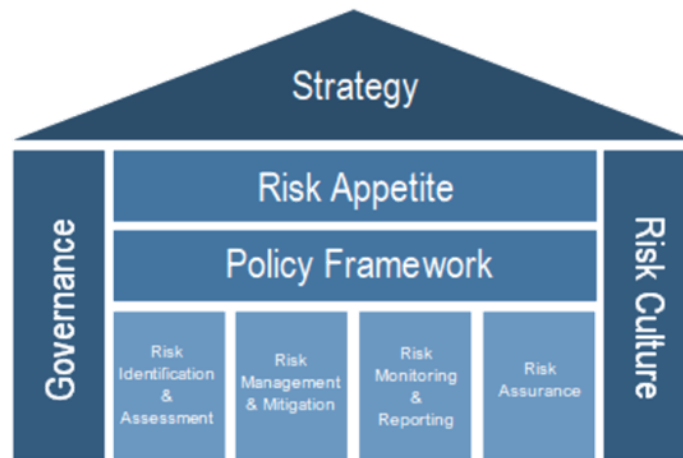 Strategy
Governance
Risk Appetite
Policy Framework
Risk
Identification
&
Assessment
Risk
Management
& Mitigation
Risk
Monitoring
&
Reporting
Risk
Assurance
Risk Culture